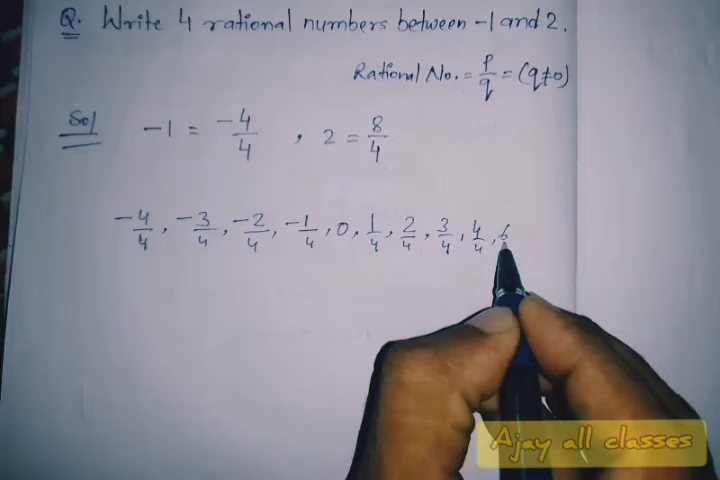 Q. Write 4 rational numbers between -1 and 2.
Rational No. = p/q = (q≠0)
Sol -1 = -4/4 , 2 = 8/4
-4/4, -3/4, -2/4, -1/4, 0, 1/4, 2/4, 3/4, 4/4,
Ajay all classes